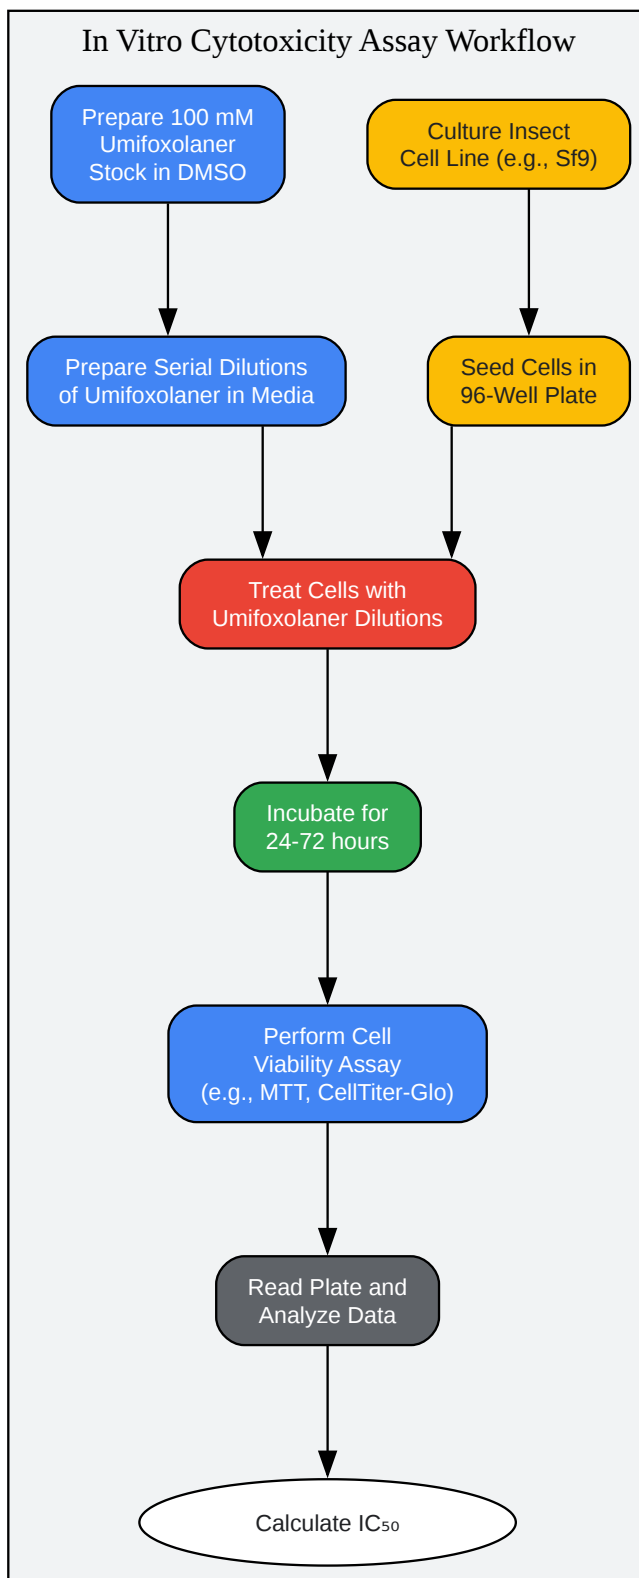 In Vitro Cytotoxicity Assay Workflow
Prepare 100 mM
Umifoxolaner
Stock in DMSO
Culture Insect
Cell Line (e.g., Sf9)
Prepare Serial Dilutions
of Umifoxolaner in Media
Seed Cells in
96-Well Plate
Treat Cells with
Umifoxolaner Dilutions
Incubate for
24-72 hours
Perform Cell
Viability Assay
(e.g., MTT, CellTiter-Glo)
Read Plate and
Analyze Data
Calculate IC₅₀